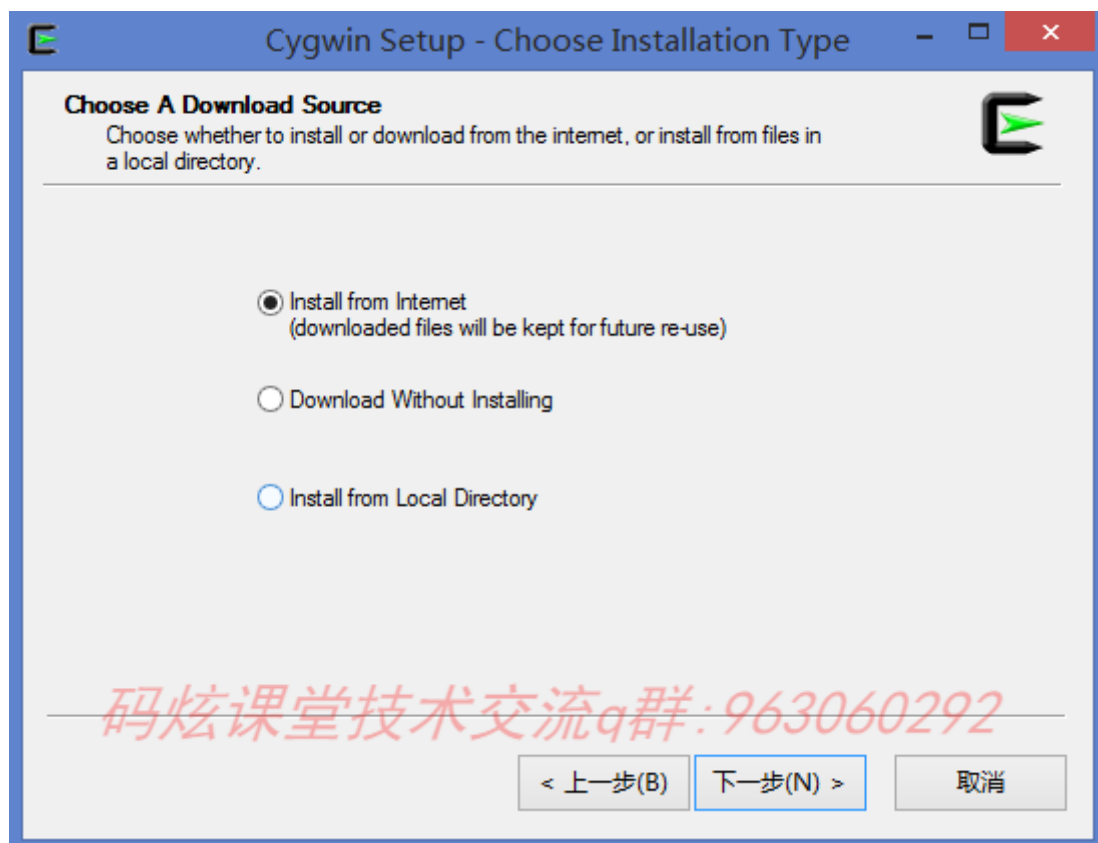 Cygwin Setup - Choose Installation Type
Choose A Download Source
Choose whether to install or download from the internet, or install from files in
a local directory.
Install from Internet
(downloaded files will be kept for future re-use)
Download Without Installing
Install from Local Directory
码炫课堂技术交流q群:963060292
< 上一步(B)
下一步(N) >
取消